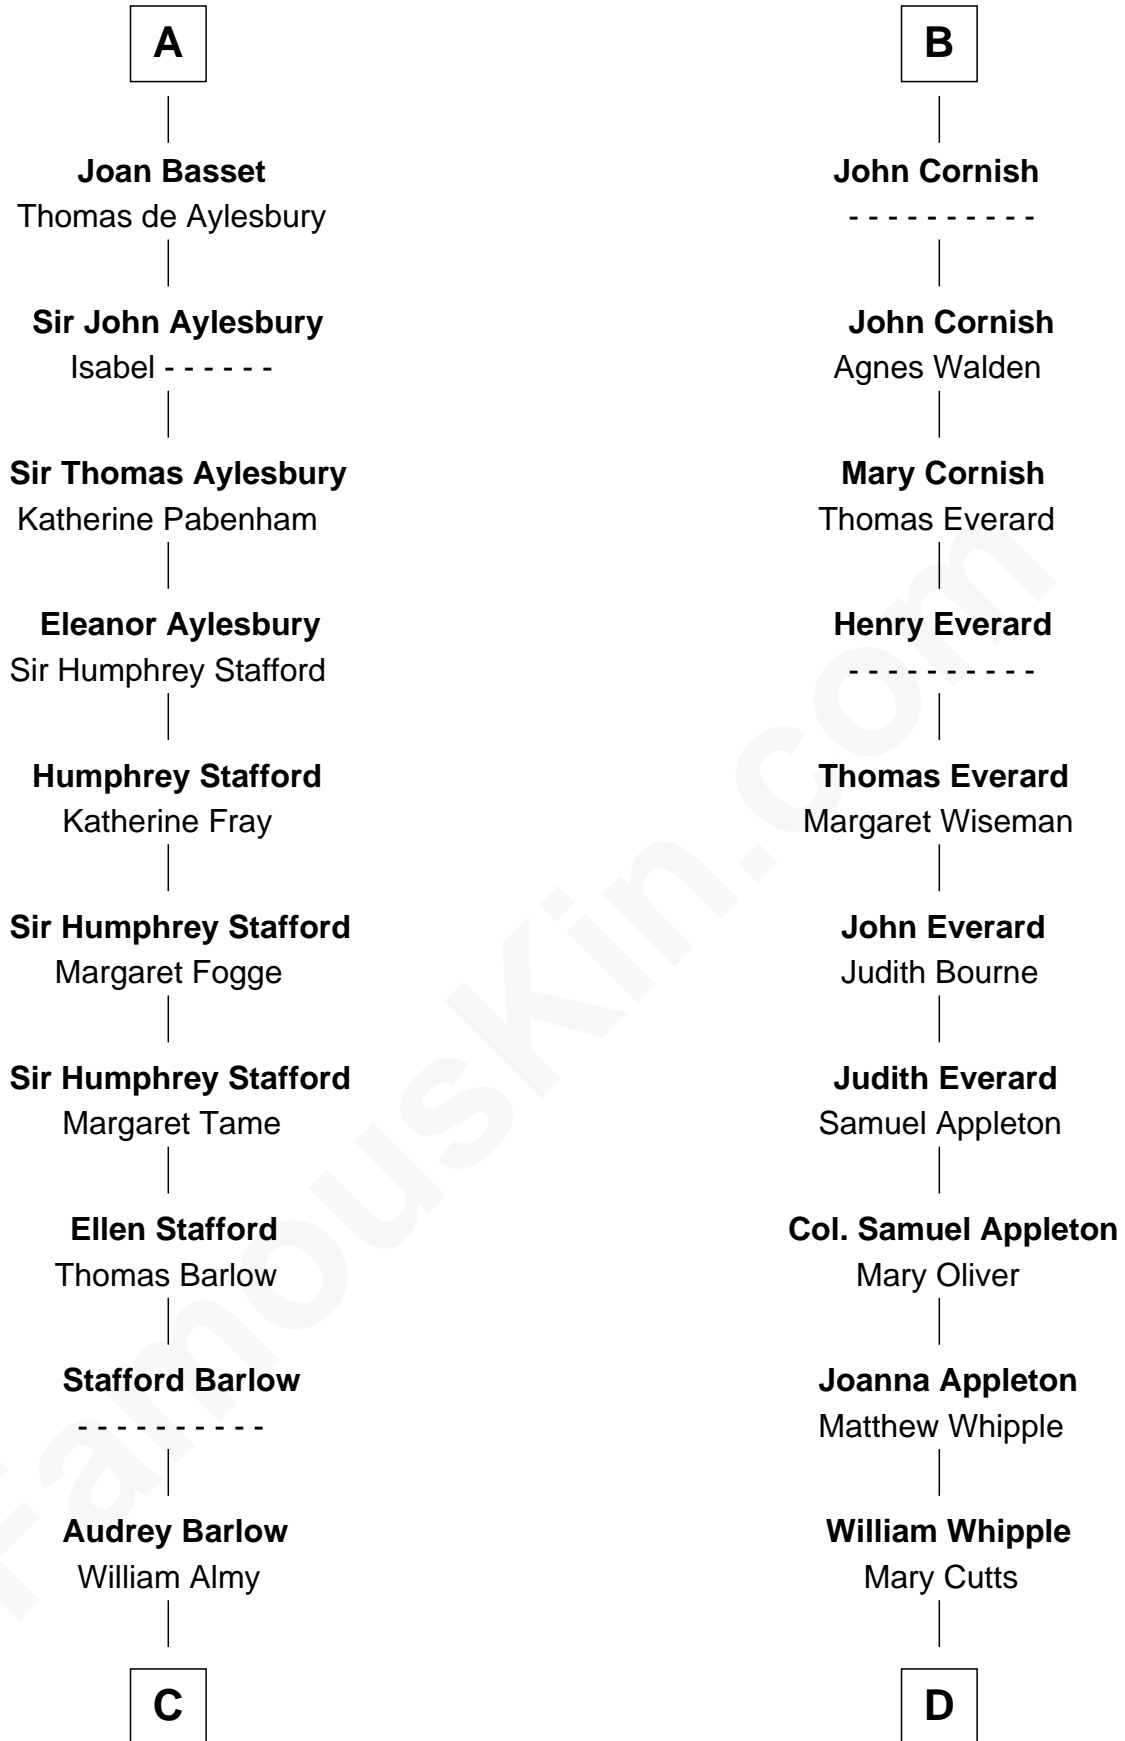 A
Joan Basset
Thomas de Aylesbury
Sir John Aylesbury
Isabel - - - - - -
Sir Thomas Aylesbury
Katherine Pabenham
Eleanor Aylesbury
Sir Humphrey Stafford
Humphrey Stafford
Katherine Fray
Sir Humphrey Stafford
Margaret Fogge
Sir Humphrey Stafford
Margaret Tame
Ellen Stafford
Thomas Barlow
Stafford Barlow
- - - - - - - - - -
Audrey Barlow
William Almy
C
B
John Cornish
- - - - - - - - - -
John Cornish
Agnes Walden
Mary Cornish
Thomas Everard
Henry Everard
- - - - - - - - - -
Thomas Everard
Margaret Wiseman
John Everard
Judith Bourne
Judith Everard
Samuel Appleton
Col. Samuel Appleton
Mary Oliver
Joanna Appleton
Matthew Whipple
William Whipple
Mary Cutts
D
FamousKin.com